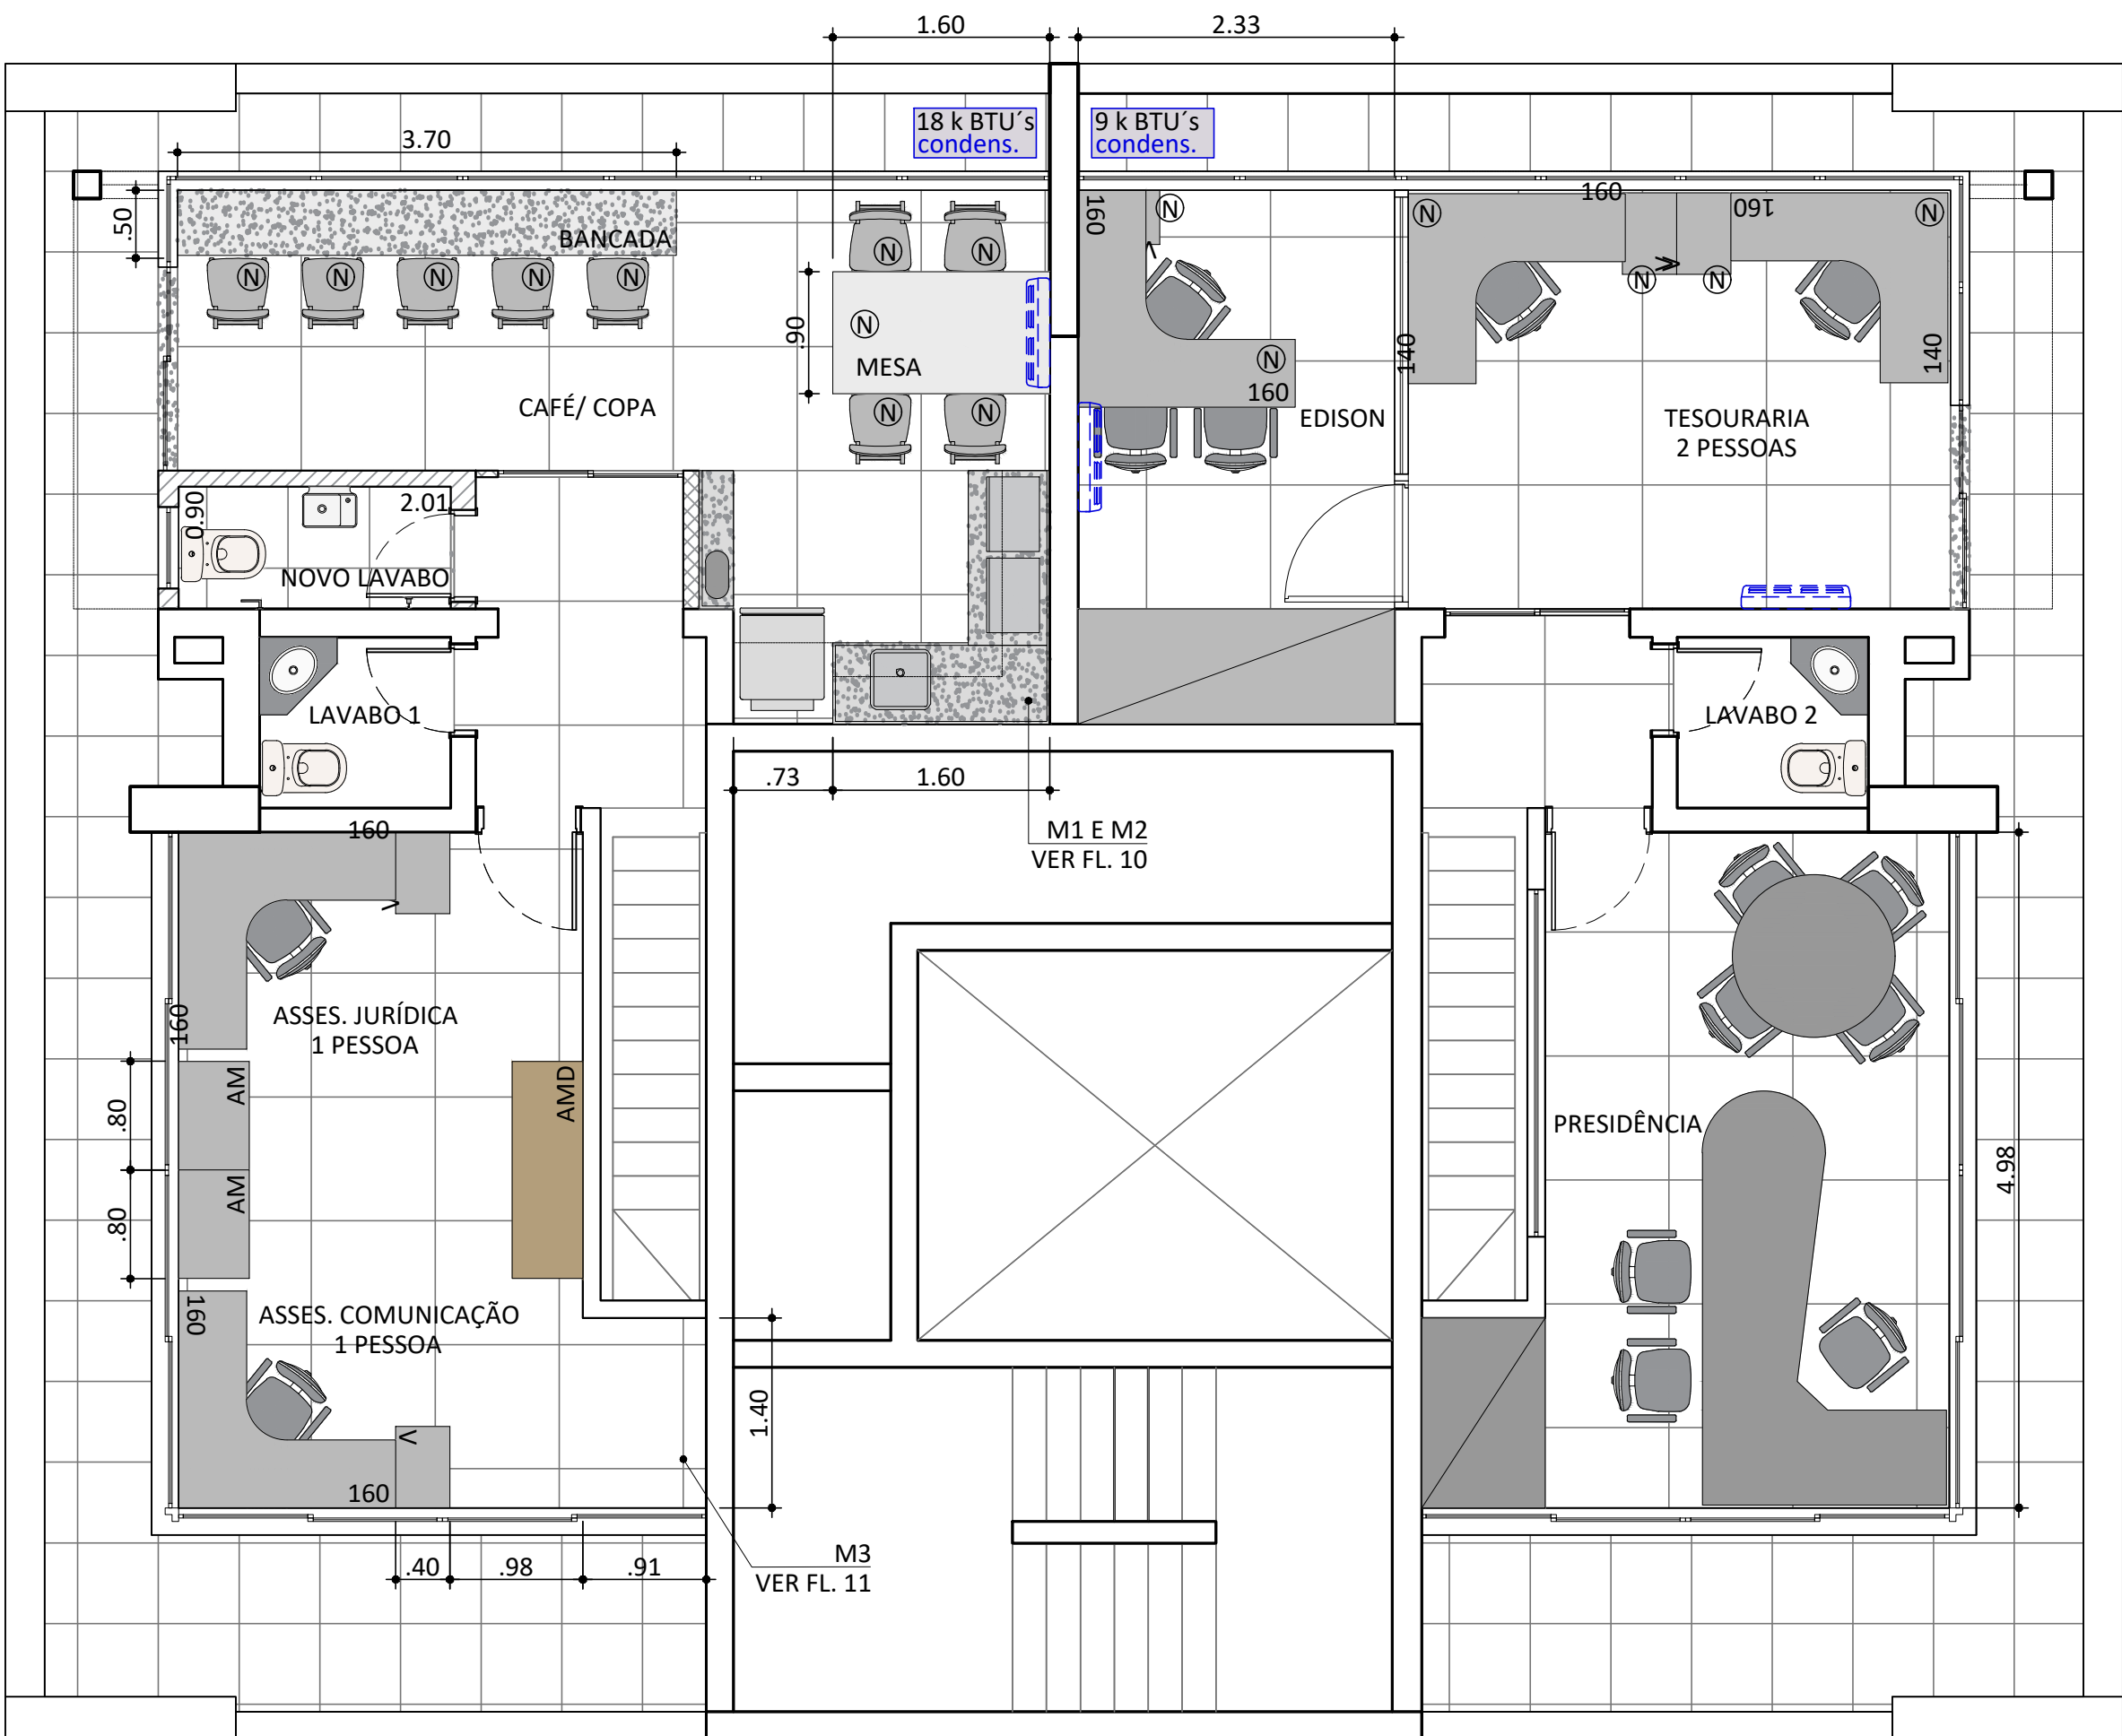 1.60
2.33
18 k BTU´s
condens.
9 k BTU´s
condens.
3.70
.50
BANCADA
N
N
N
N
N
N
N
N
N
N
.90
MESA
CAFÉ/ COPA
160
N
N
160
EDISON
N
160
160
N
N
N
V
V
V
140
140
TESOURARIA
2 PESSOAS
0.90
2.01
NOVO LAVABO
LAVABO 1
LAVABO 2
.73
1.60
M1 E M2
VER FL. 10
160
V
160
ASSES. JURÍDICA
1 PESSOA
AM
AM
AMD
.80
.80
160
ASSES. COMUNICAÇÃO
1 PESSOA
V
160
PRESIDÊNCIA
4.98
1.40
.40
.98
.91
M3
VER FL. 11